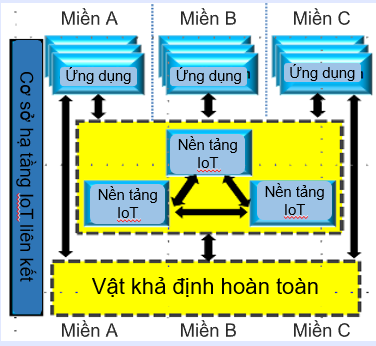 Miền A
Miền B
Miền C
Cơ sở hạ tầng IoT liên kết
Ứng dụng
Ứng dụng
Ứng dụng
Nền tảng
IoT
Nền tảng
IoT
Nền tảng
IoT
Vật khả định hoàn toàn
Miền A
Miền B
Miền C